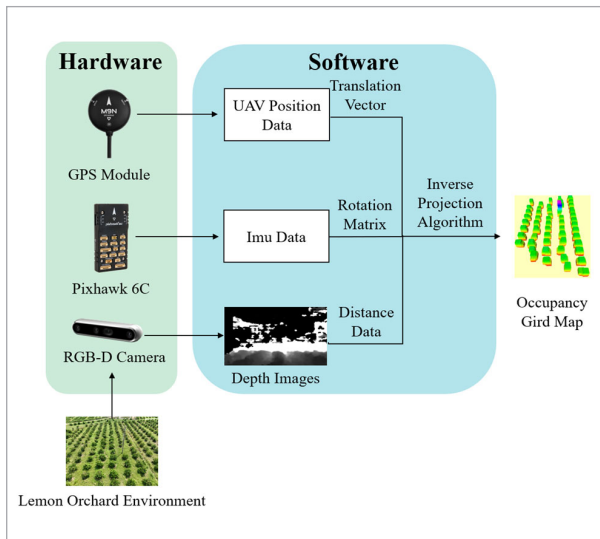 Hardware
Software
GPS Module
UAV Position
Data
Translation
Vector
Pixhawk 6C
Imu Data
Rotation
Matrix
Inverse
Projection
Algorithm
RGB-D Camera
Depth Images
Distance
Data
Occupancy
Gird Map
Lemon Orchard Environment